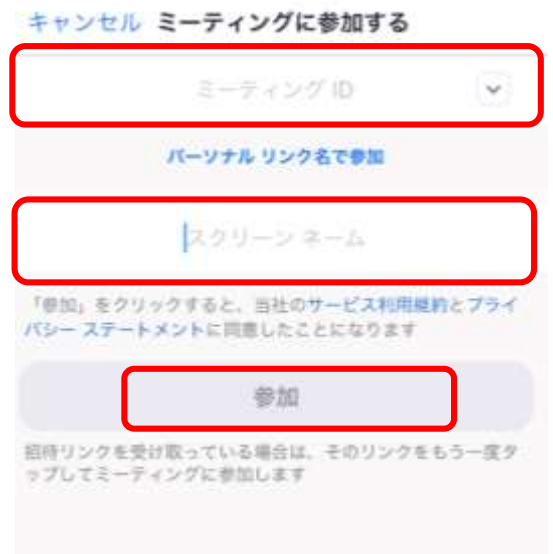 キャンセル ミーティングに参加する
ミーティング ID
パーソナル リンク名で参加
スクリーン ネーム
「参加」をクリックすると、当社のサービス利用規約とプライ
バシー ステートメントに同意したことになります
参加
招待リンクを受け取っている場合は、そのリンクをもう一度タ
ップしてミーティングに参加します